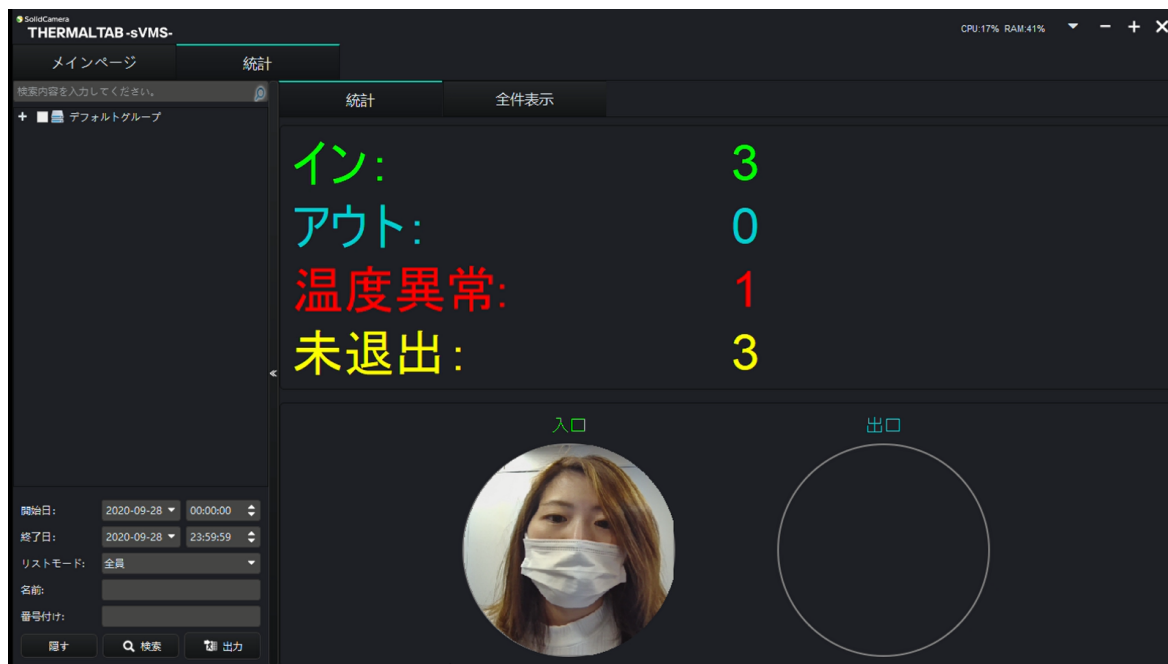 SolidCamera
THERMALTAB-sVMS-
CPU:17% RAM:41%
メインページ 統計
検索内容を入力してください。
デフォルトグループ
統計 全件表示
イン: 3
アウト: 0
温度異常: 1
未退出: 3
入口 出口
開始日: 2020-09-28 00:00:00
終了日: 2020-09-28 23:59:59
リストモード: 全員
名前:
番号付け:
隠す 検索 出力